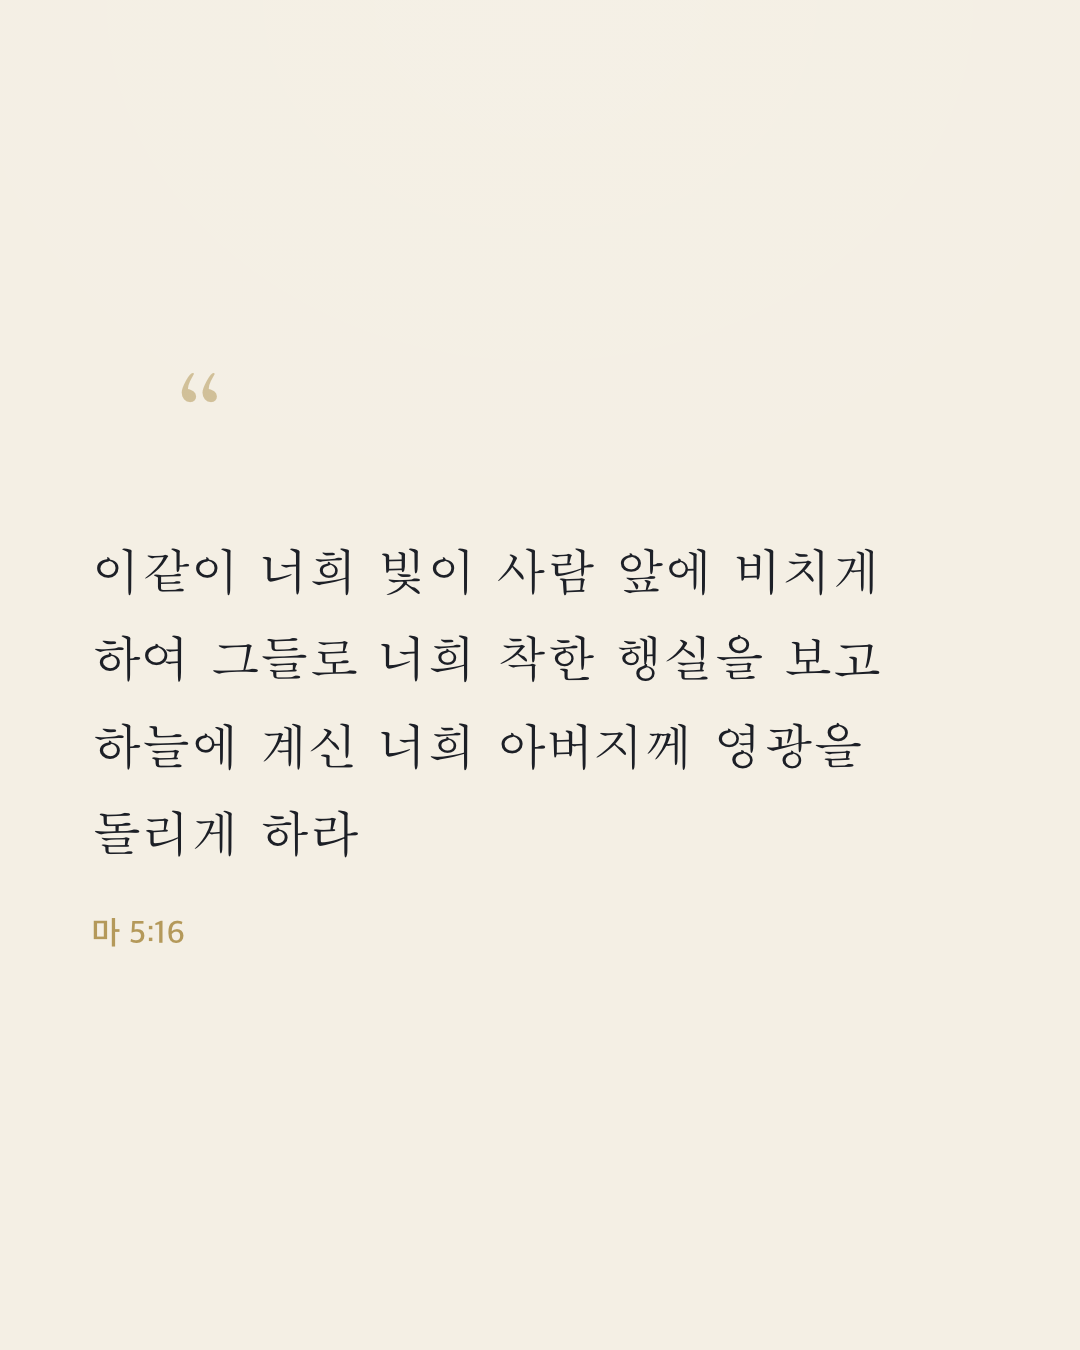 “
이같이 너희 빛이 사람 앞에 비치게
하여 그들로 너희 착한 행실을 보고
하늘에 계신 너희 아버지께 영광을
돌리게 하라
마 5:16